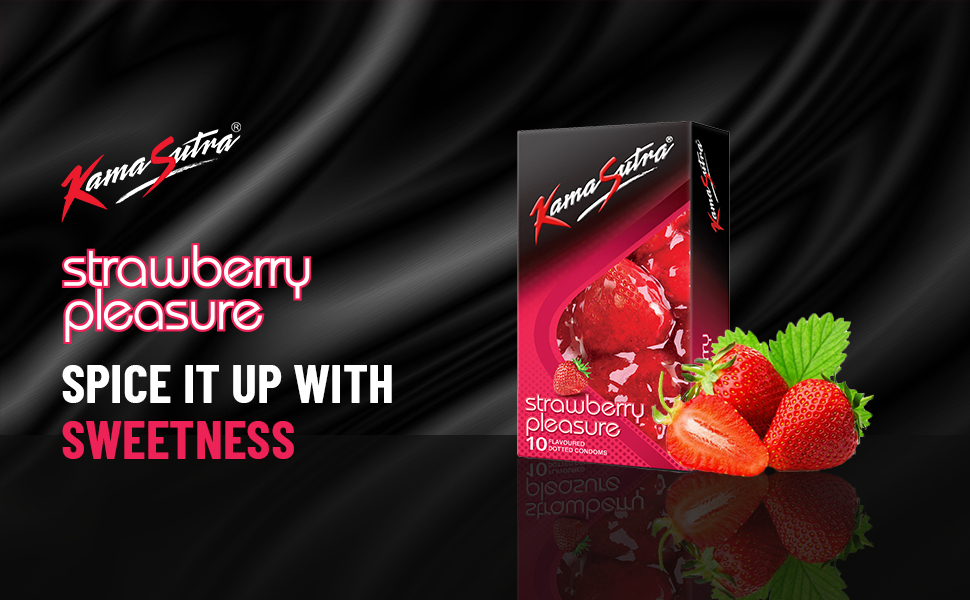 KamaSutra®
strawberry
pleasure
SPICE IT UP WITH
SWEETNESS
KamaSutra®
strawberry
pleasure
10 FLAVOURED
DOTTED CONDOMS
KamaSutra